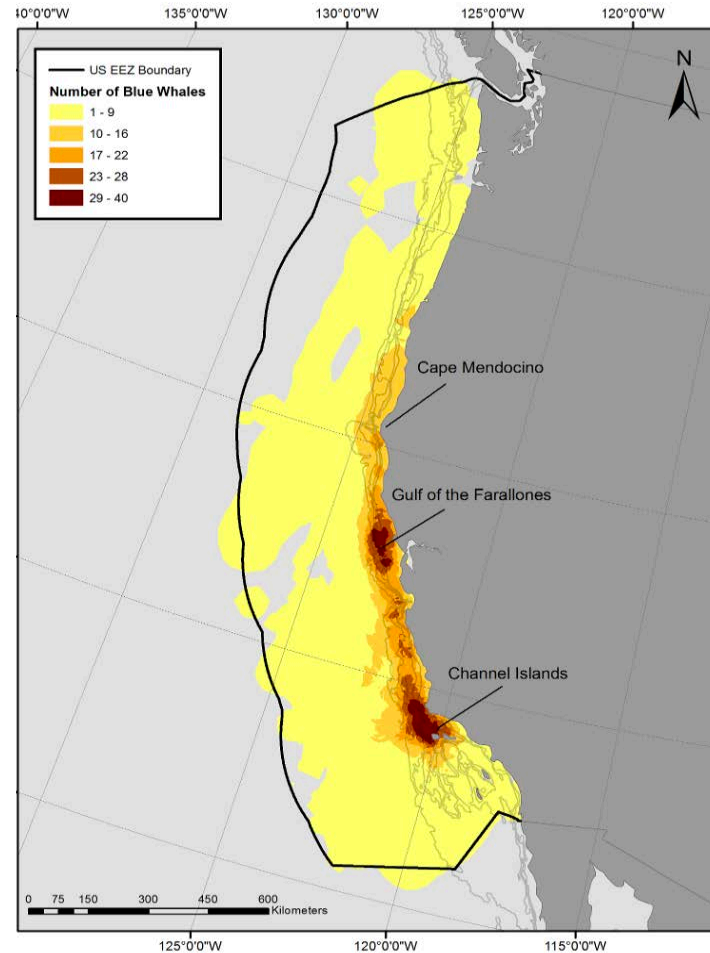 40°0'0"W 135°0'0"W 130°0'0"W 125°0'0"W 120°0'0"W
US EEZ Boundary
Number of Blue Whales
1 - 9
10 - 16
17 - 22
23 - 28
29 - 40
N
Cape Mendocino
Gulf of the Farallones
Channel Islands
0 75 150 300 450 600
Kilometers
125°0'0"W 120°0'0"W 115°0'0"W